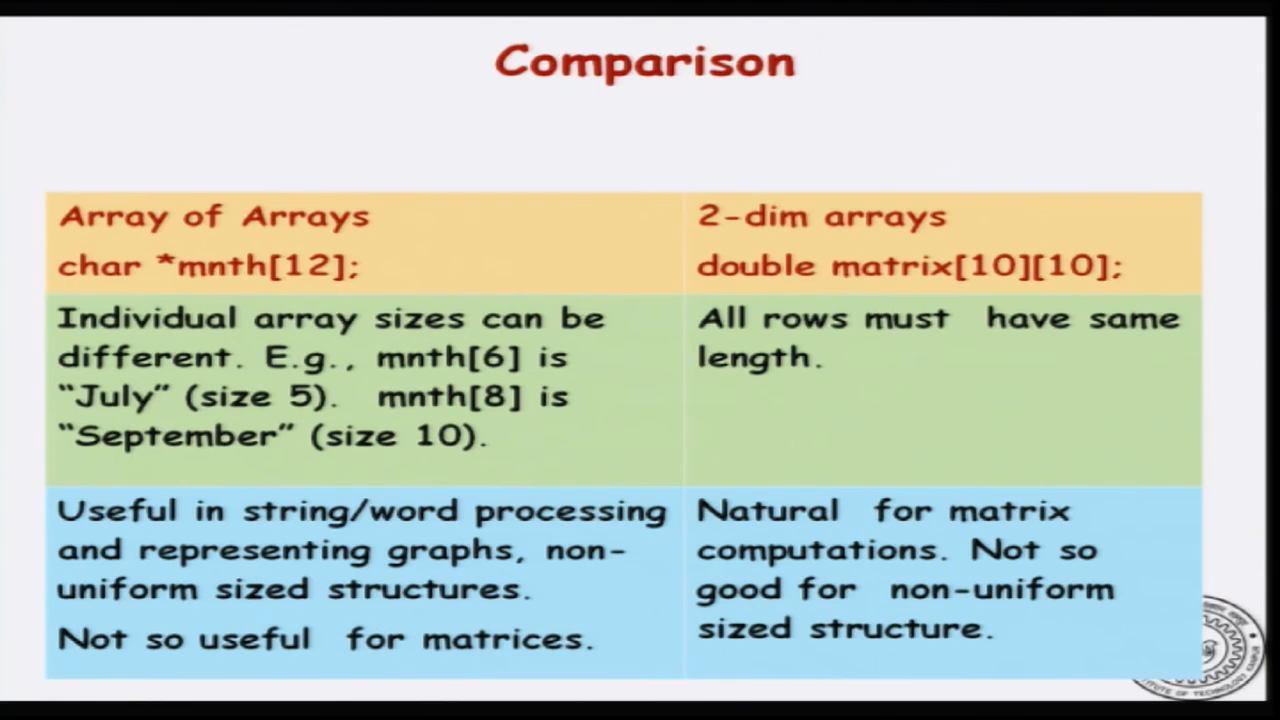 Comparison
Array of Arrays
char *mnth[12];
2-dim arrays
double matrix[10][10];
Individual array sizes can be
different. E.g., mnth[6] is
“July” (size 5). mnth[8] is
“September” (size 10).
All rows must have same
length.
Useful in string/word processing
and representing graphs, non-
uniform sized structures.
Not so useful for matrices.
Natural for matrix
computations. Not so
good for non-uniform
sized structure.